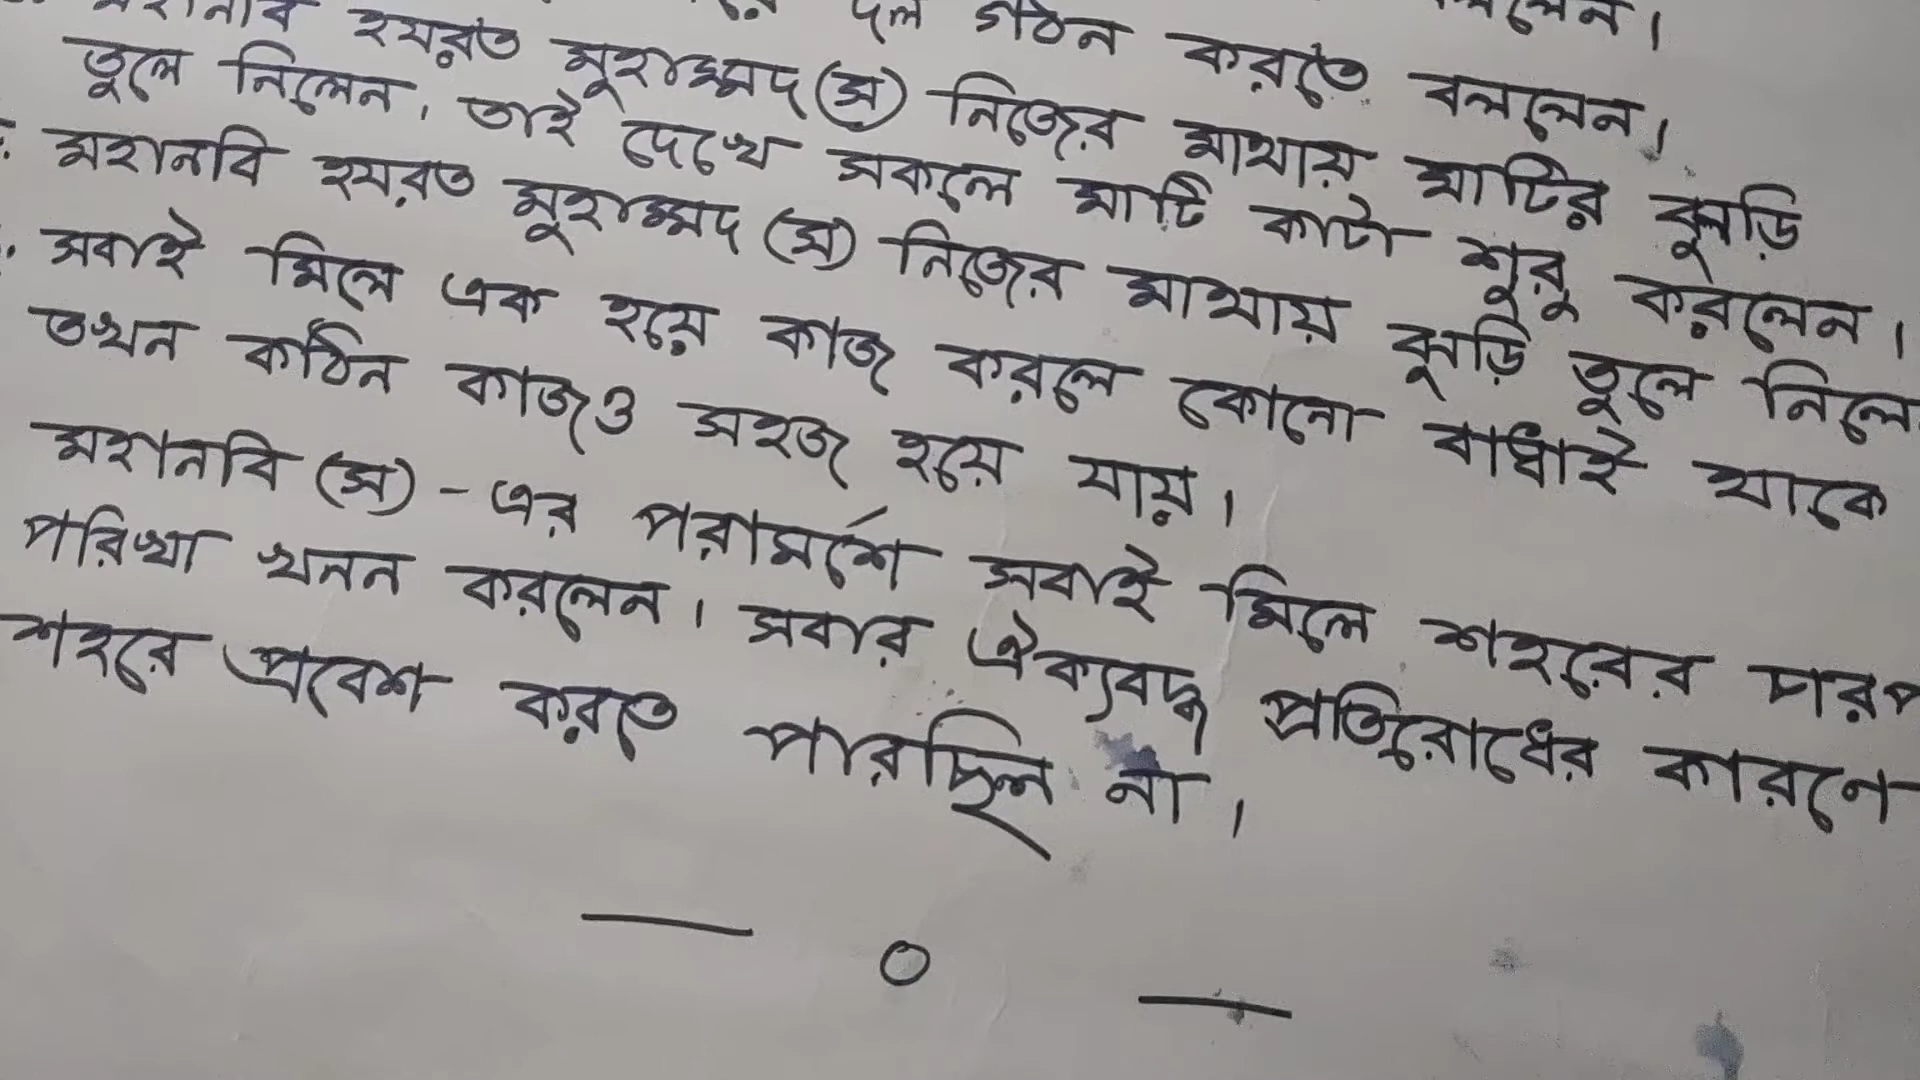 দল গঠন করতে বললেন।
মহানবি হযরত মুহাম্মদ (স) নিজের মাথায় মাটির ঝুড়ি
তুলে নিলেন। তাই দেখে সকলে মাটি কাটা শুরু করলেন।
মহানবি হযরত মুহাম্মদ (স) নিজের মাথায় ঝুড়ি তুলে নিলে
সবাই মিলে এক হয়ে কাজ করলে কোনো বাধাই থাকে
তখন কঠিন কাজও সহজ হয়ে যায়।
মহানবি (স) -এর পরামর্শে সবাই মিলে শহরের চারপ
পরিখা খনন করলেন। সবার ঐক্যবদ্ধ প্রতিরোধের কারণে
শহরে প্রবেশ করতে পারছিল না।